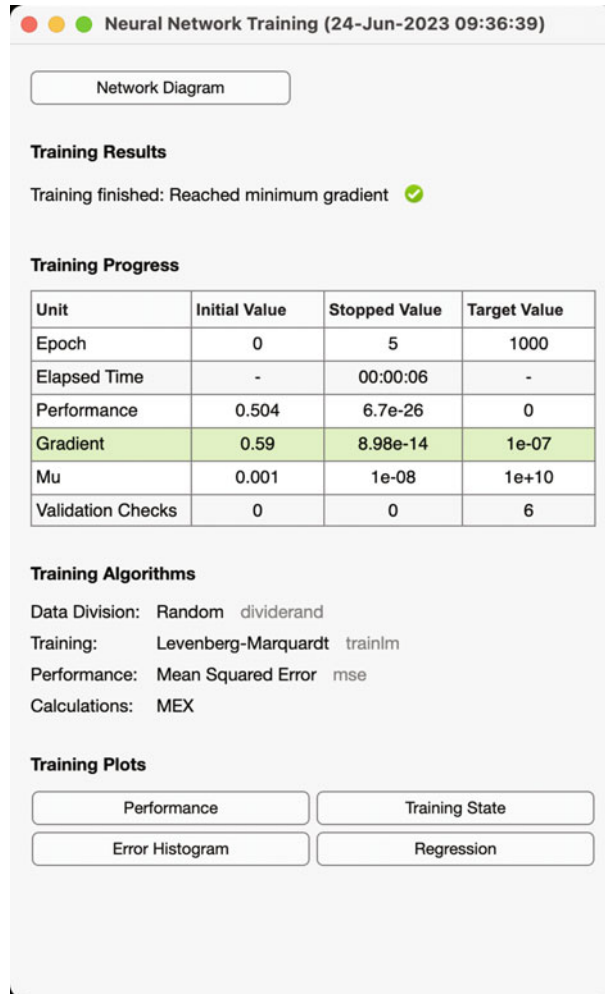 Neural Network Training (24-Jun-2023 09:36:39)
Network Diagram
Training Results
Training finished: Reached minimum gradient
Training Progress
Unit Initial Value Stopped Value Target Value
Epoch 0 5 1000
Elapsed Time - 00:00:06 -
Performance 0.504 6.7e-26 0
Gradient 0.59 8.98e-14 1e-07
Mu 0.001 1e-08 1e+10
Validation Checks 0 0 6
Training Algorithms
Data Division: Random dividerand
Training: Levenberg-Marquardt trainlm
Performance: Mean Squared Error mse
Calculations: MEX
Training Plots
Performance Training State
Error Histogram Regression